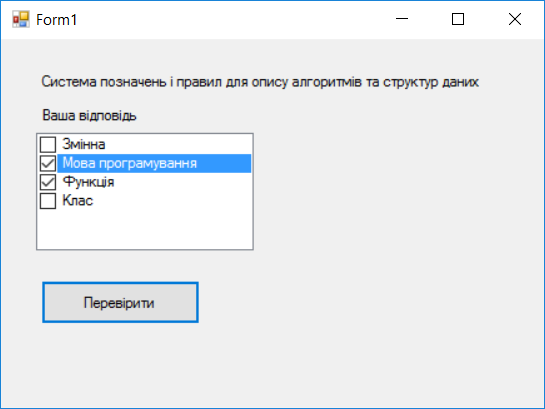 Form1
Система позначень і правил для опису алгоритмів та структур даних
Ваша відповідь
Змінна
Мова програмування
Функція
Клас
Перевірити